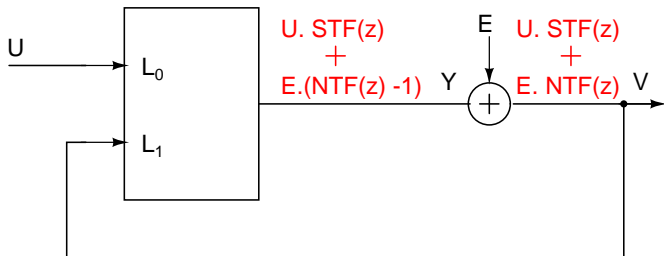 U
L0
L1
U. STF(z)
+
E.(NTF(z) -1)
Y
E
+
U. STF(z)
+
E. NTF(z)
V